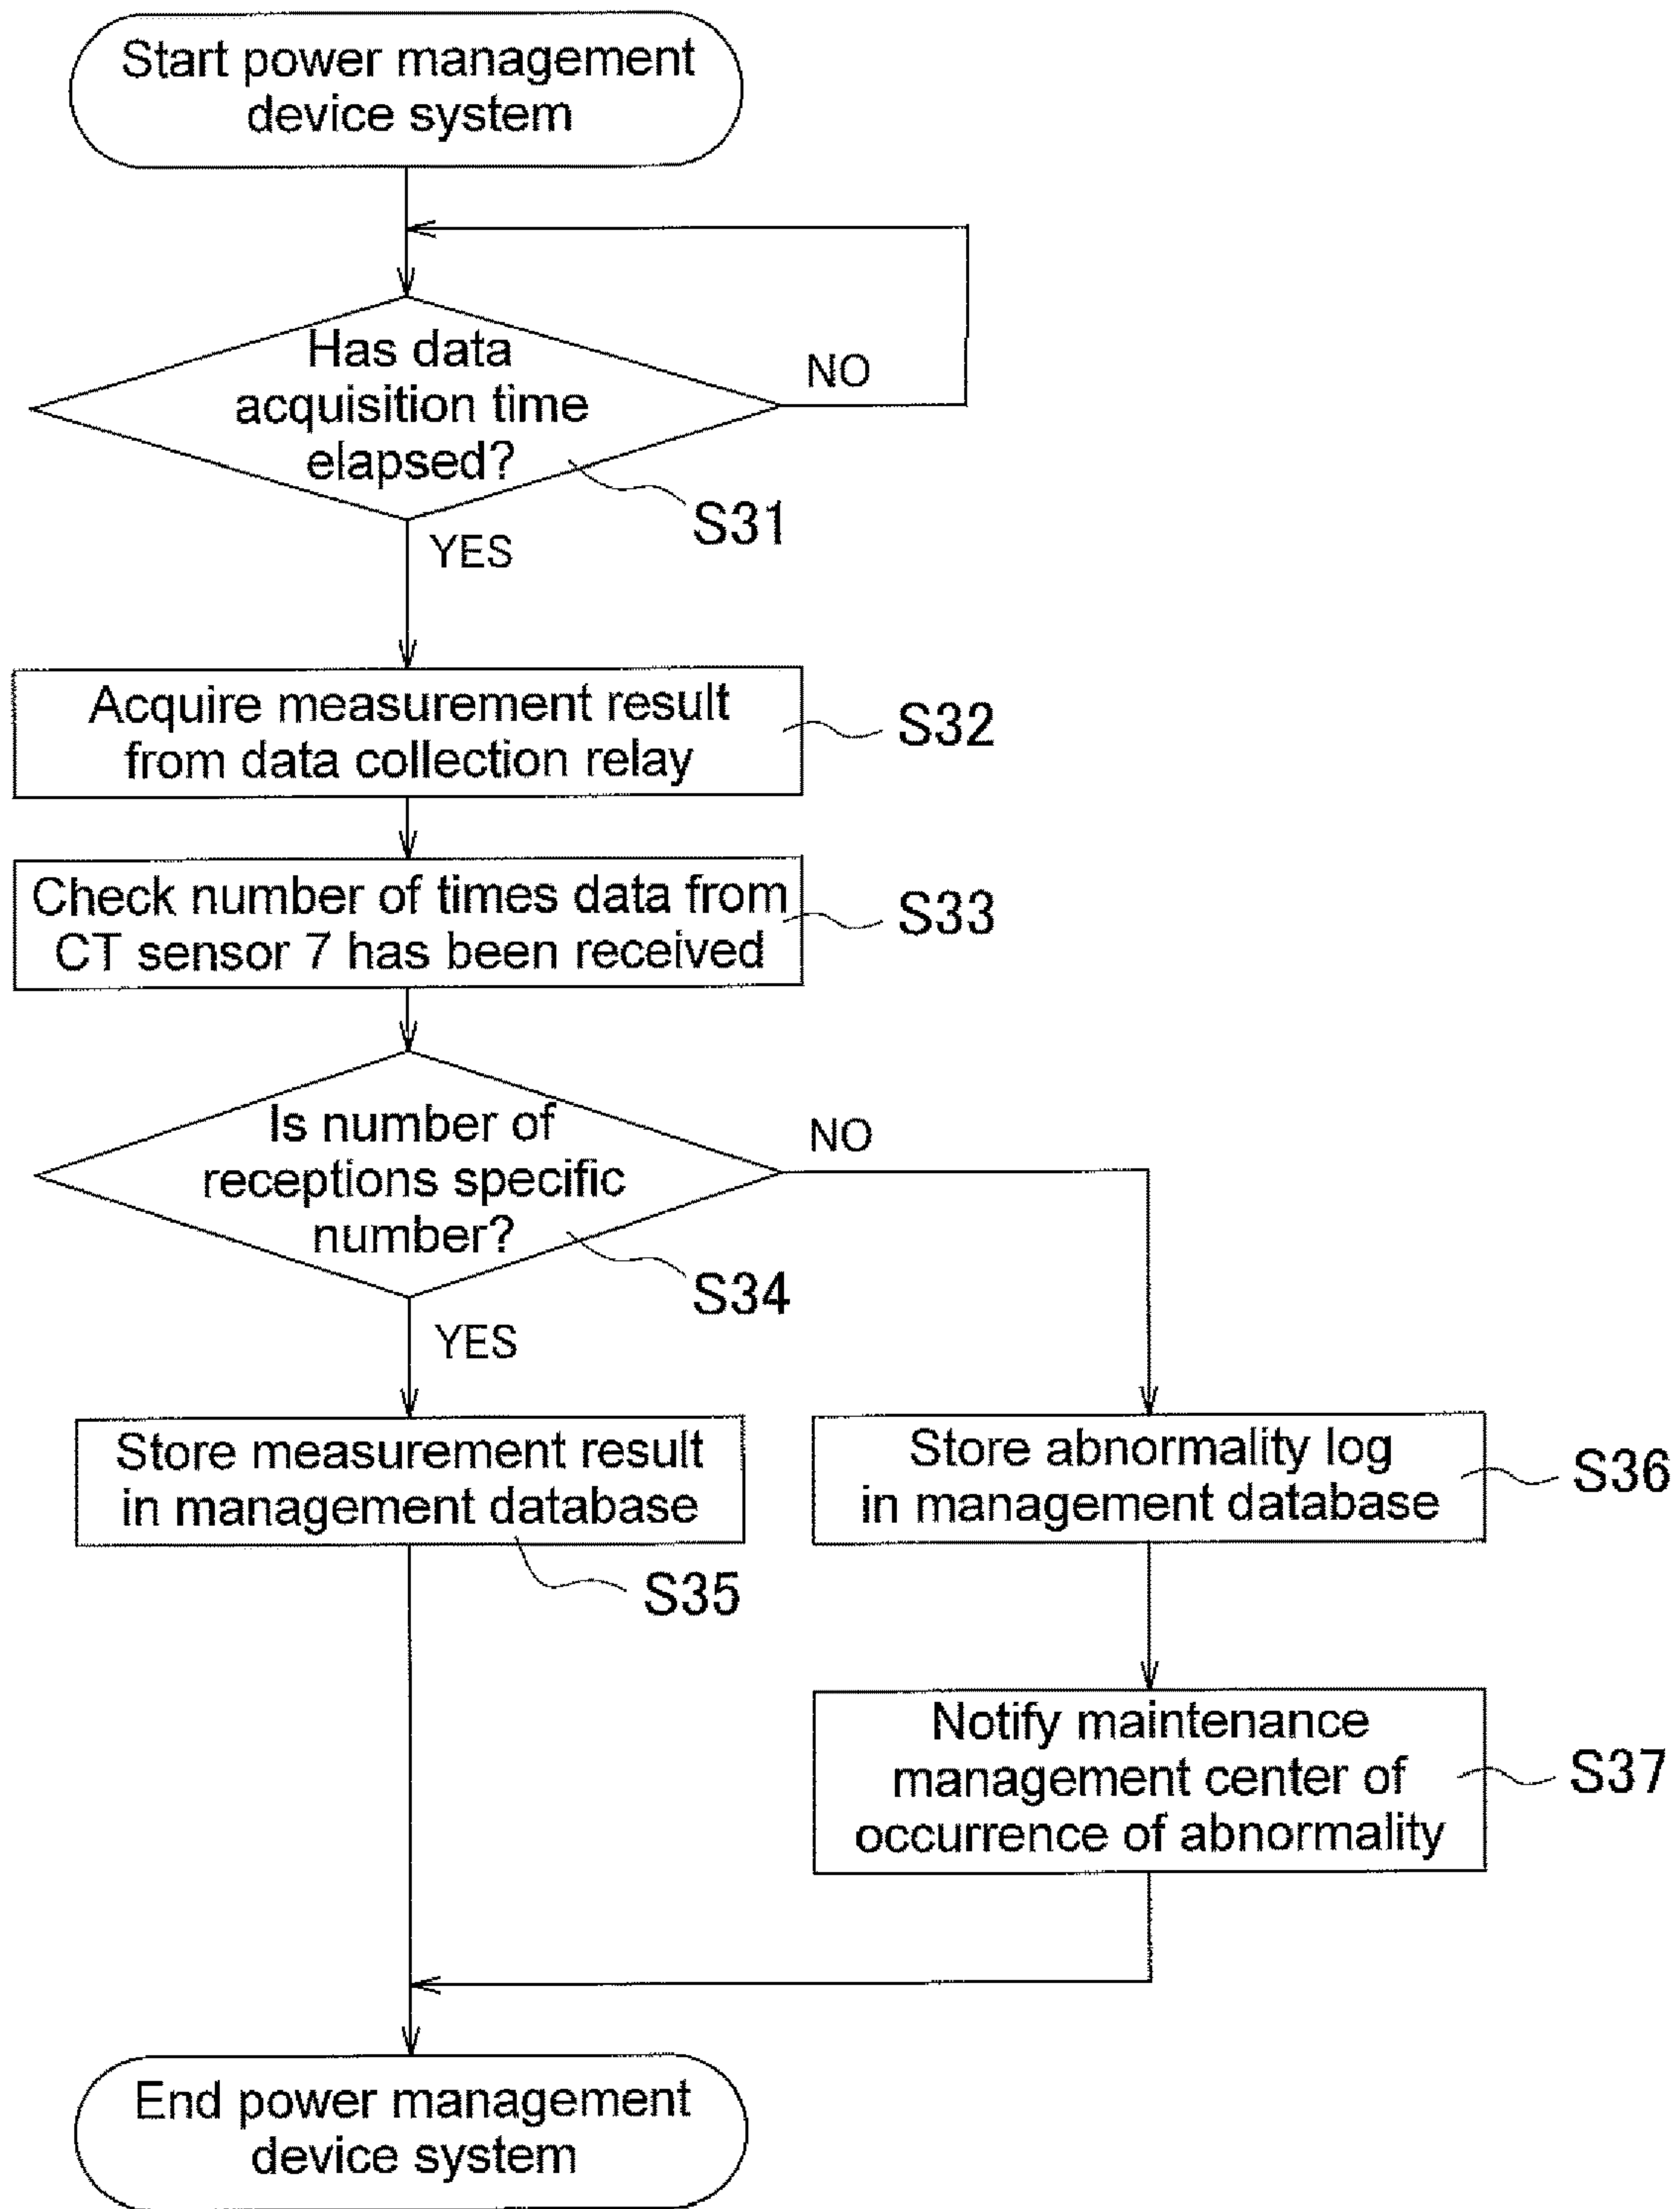 Start power management
device system
Has data
acquisition time
elapsed?
NO
S31
YES
Acquire measurement result
from data collection relay
S32
Check number of times data from
CT sensor 7 has been received
S33
Is number of
receptions specific
number?
NO
S34
YES
Store measurement result
in management database
S35
Store abnormality log
in management database
S36
Notify maintenance
management center of
occurrence of abnormality
S37
End power management
device system